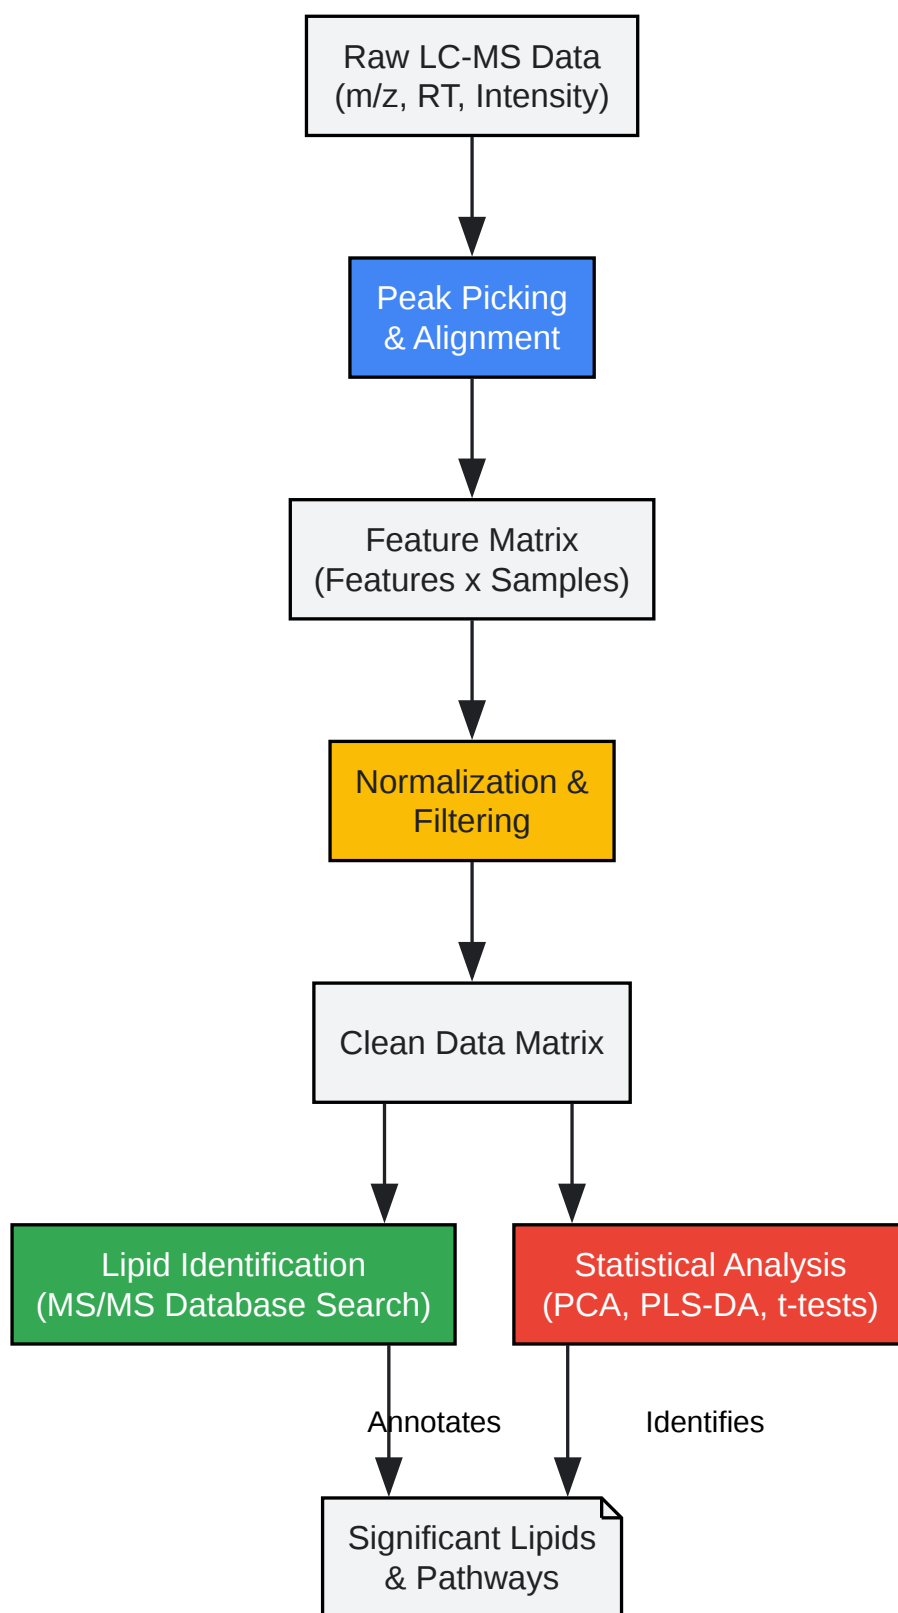 Raw LC-MS Data
(m/z, RT, Intensity)
Peak Picking
& Alignment
Feature Matrix
(Features x Samples)
Normalization &
Filtering
Clean Data Matrix
Lipid Identification
(MS/MS Database Search)
Statistical Analysis
(PCA, PLS-DA, t-tests)
Annotates
Identifies
Significant Lipids
& Pathways